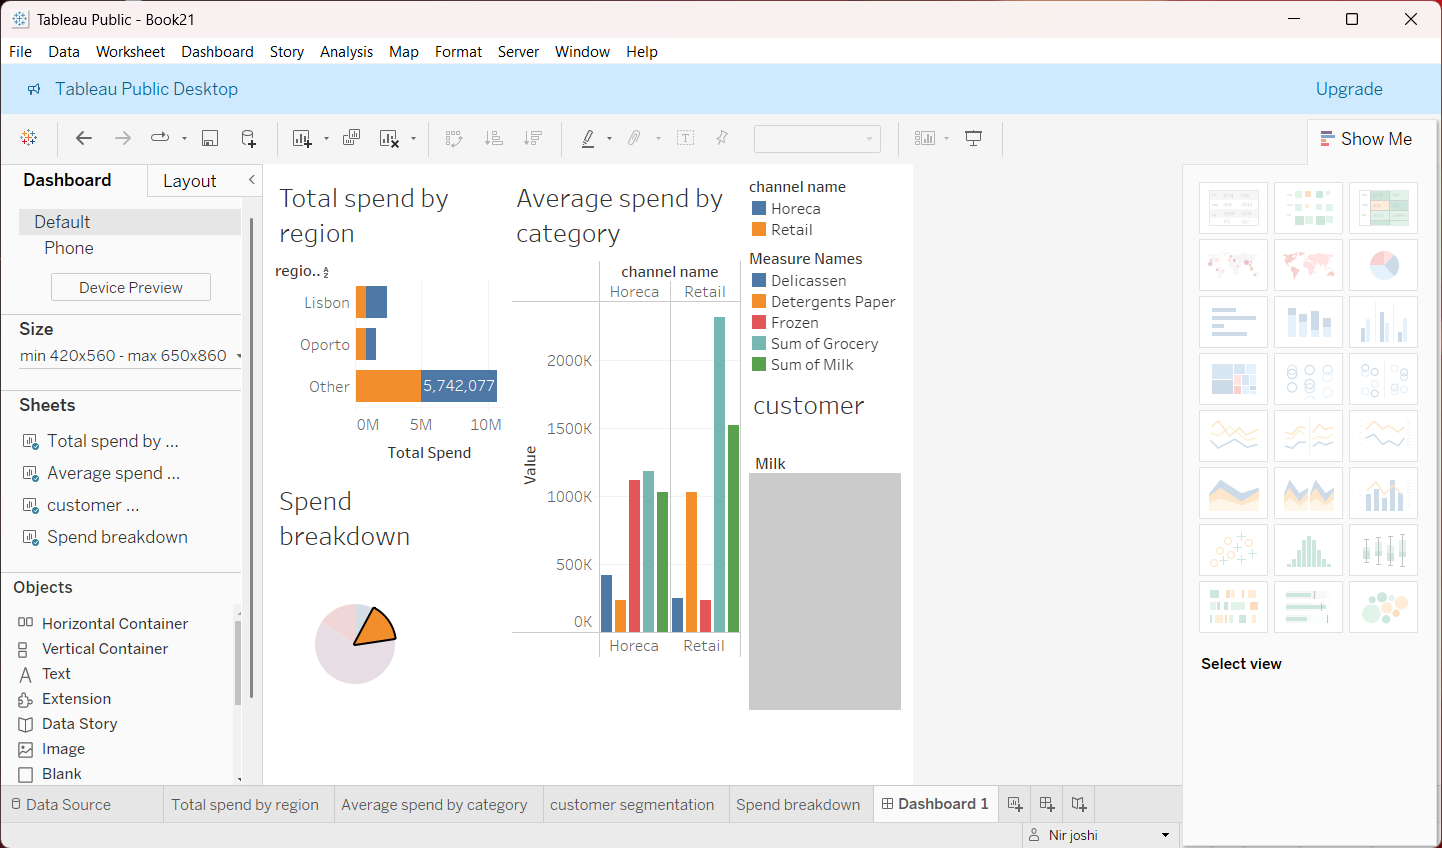 Tableau Public - Book21
File Data Worksheet Dashboard Story Analysis Map Format Server Window Help
Tableau Public Desktop
Upgrade
Show Me
Dashboard
Layout
Default
Phone
Device Preview
Size
min 420x560 - max 650x860
Sheets
Total spend by ...
Average spend ...
customer ...
Spend breakdown
Objects
Horizontal Container
Vertical Container
Text
Extension
Data Story
Image
Blank
Total spend by
region
regio..
Lisbon
Oporto
Other
5,742,077
0M 5M 10M
Total Spend
Spend
breakdown
Average spend by
category
channel name
Horeca Retail
Value
2000K
1500K
1000K
500K
0K
Horeca Retail
channel name
Horeca
Retail
Measure Names
Delicassen
Detergents Paper
Frozen
Sum of Grocery
Sum of Milk
customer
Milk
Select view
Data Source
Total spend by region
Average spend by category
customer segmentation
Spend breakdown
Dashboard 1
Nir joshi